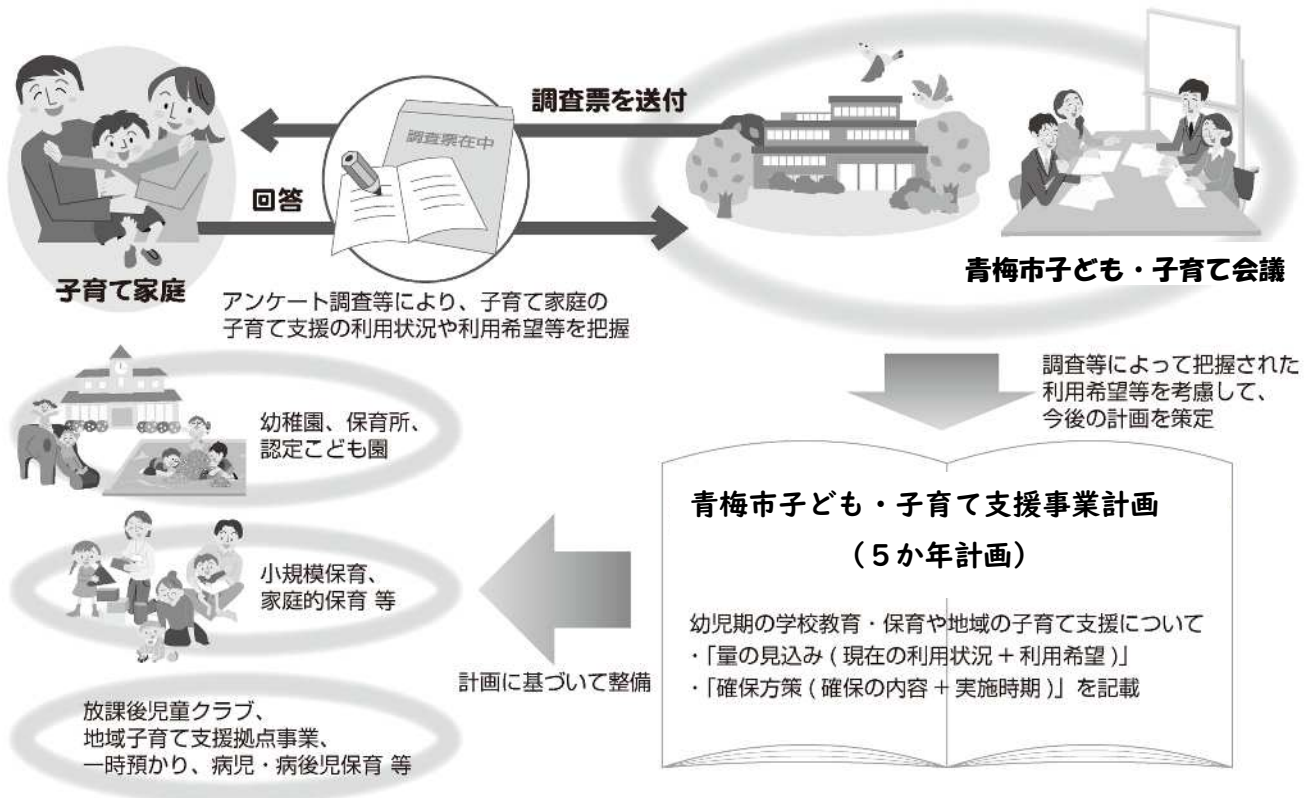 調査票を送付
調査票在中
回答
子育て家庭
アンケート調査等により、子育て家庭の
子育て支援の利用状況や利用希望等を把握
青梅市子ども・子育て会議
調査等によって把握された
利用希望等を考慮して、
今後の計画を策定
青梅市子ども・子育て支援事業計画
（５か年計画）
幼児期の学校教育・保育や地域の子育て支援について
・「量の見込み ( 現在の利用状況 + 利用希望 )」
・「確保方策 ( 確保の内容 + 実施時期 )」を記載
計画に基づいて整備
幼稚園、保育所、
認定こども園
小規模保育、
家庭的保育 等
放課後児童クラブ、
地域子育て支援拠点事業、
一時預かり、病児・病後児保育 等